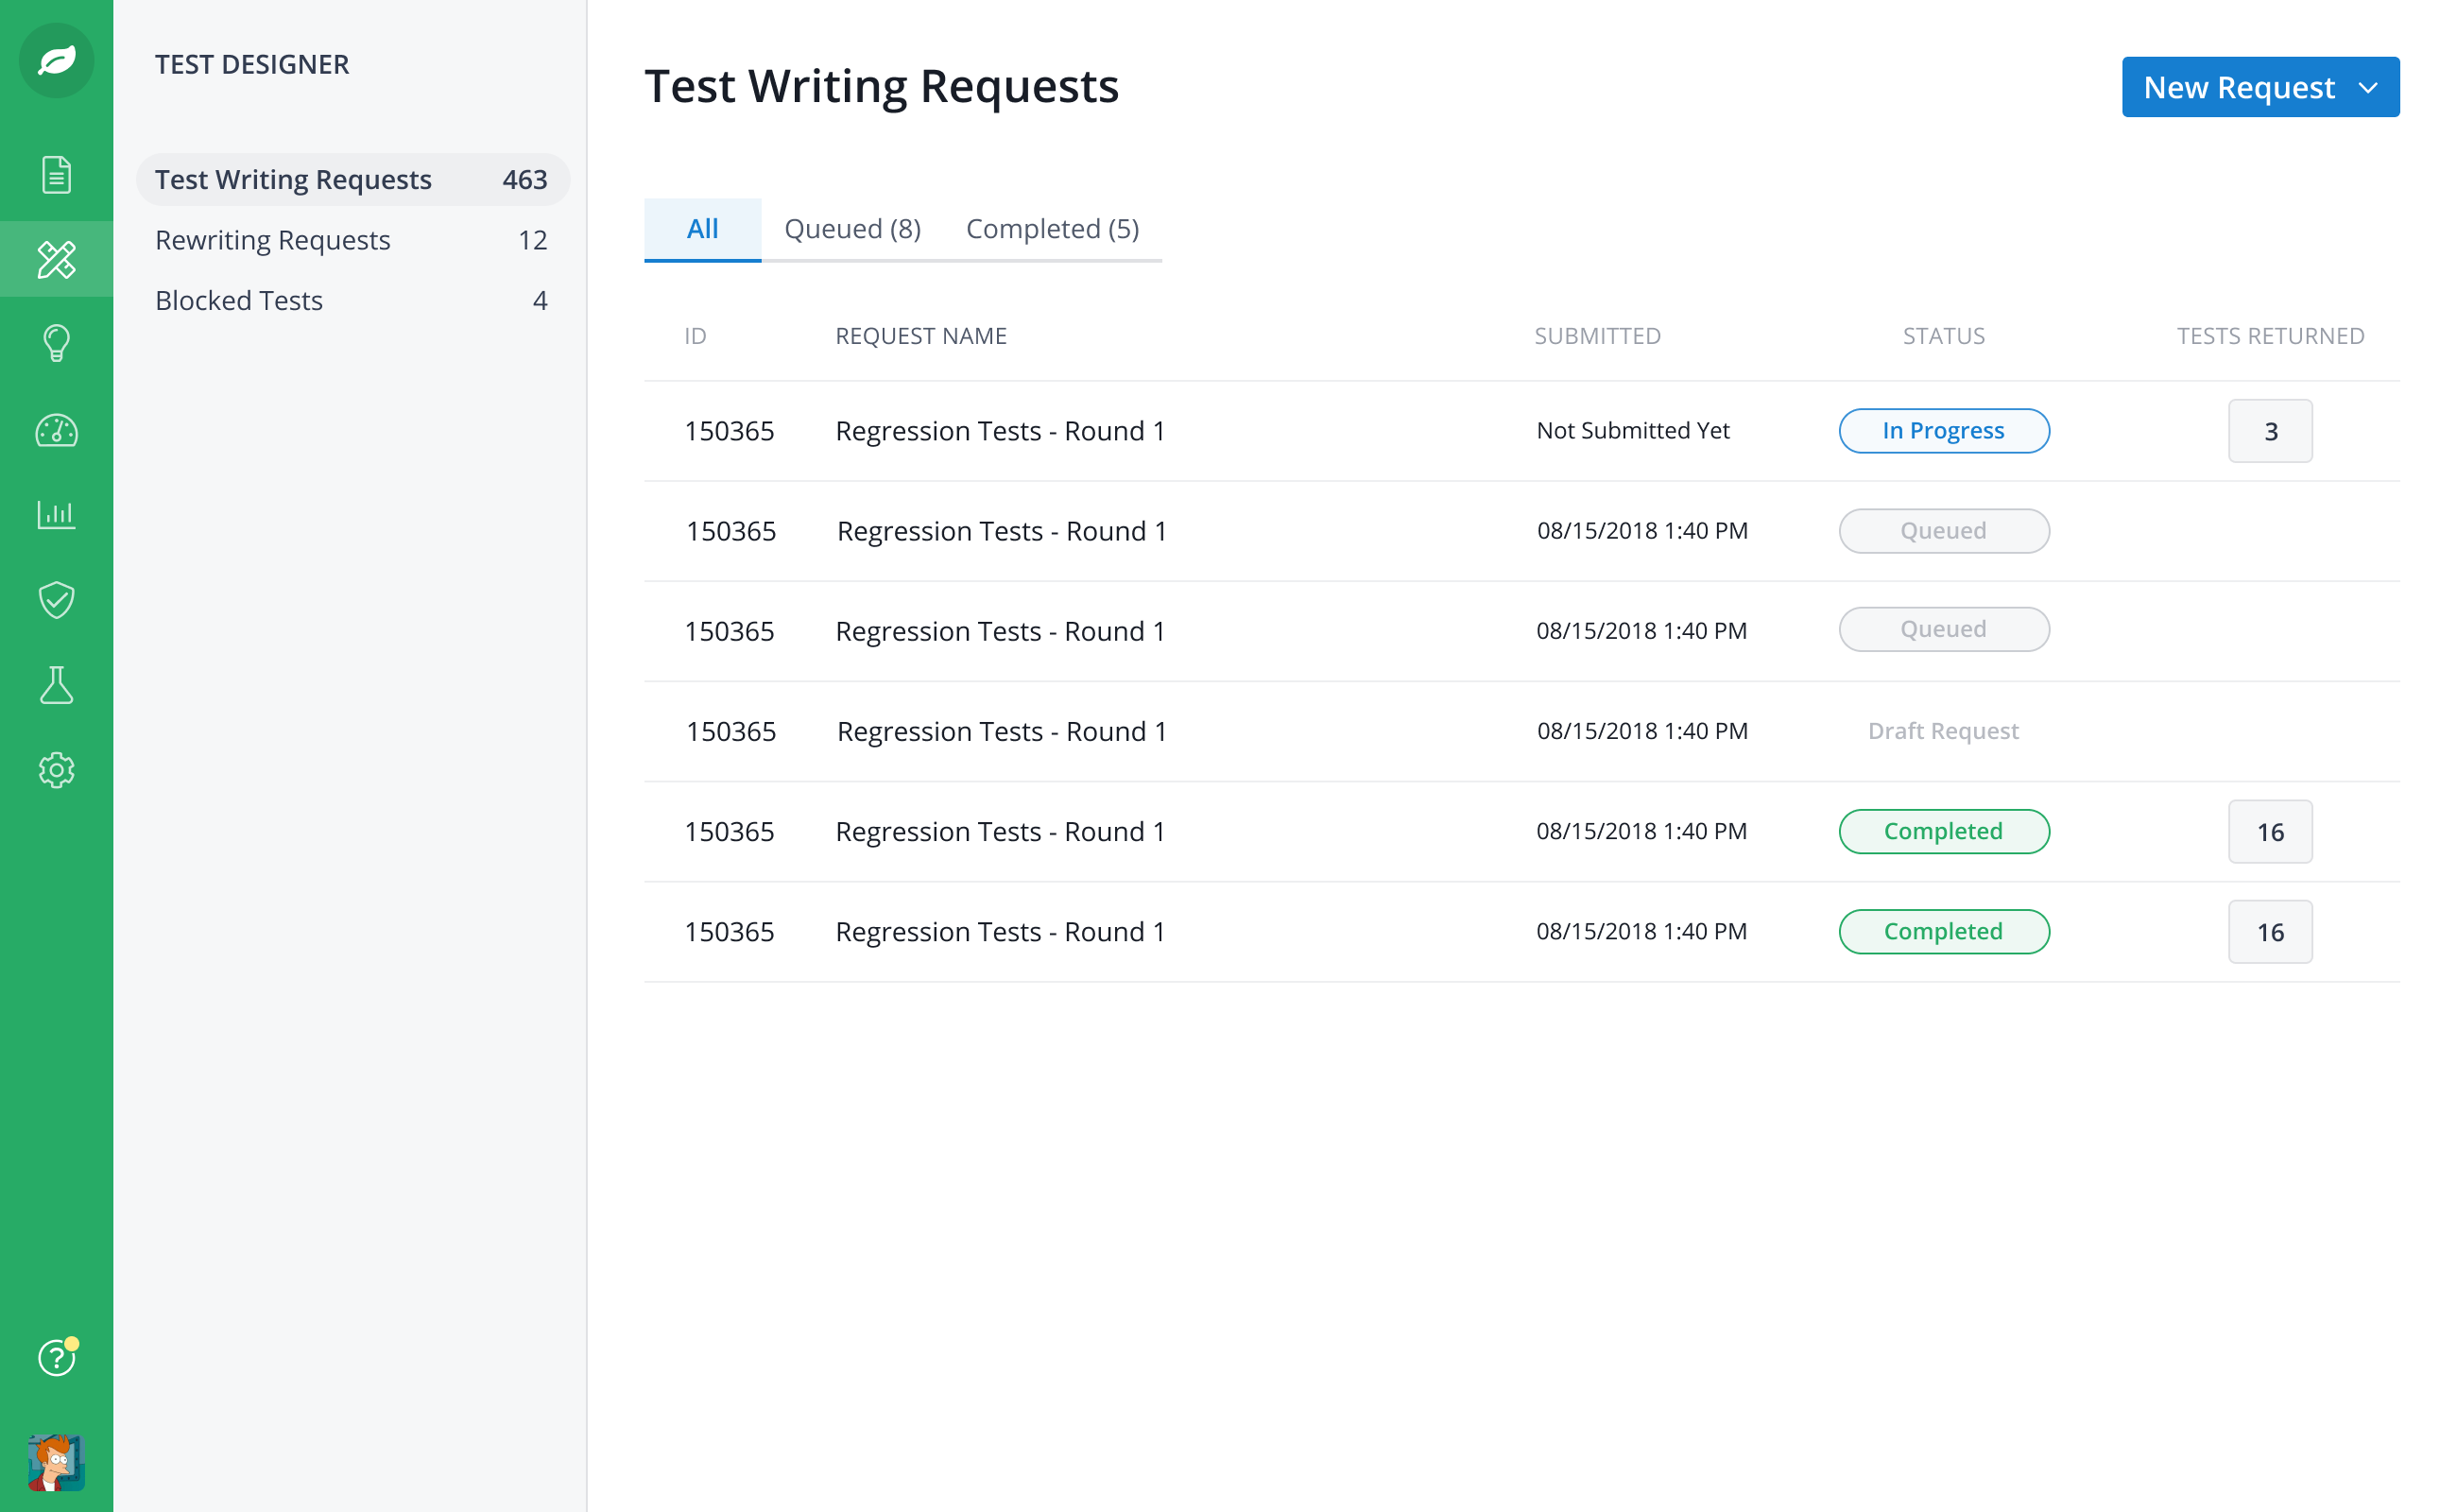 TEST DESIGNER
Test Writing Requests 463
Rewriting Requests 12
Blocked Tests 4
Test Writing Requests
New Request
All Queued (8) Completed (5)
ID REQUEST NAME SUBMITTED STATUS TESTS RETURNED
150365 Regression Tests - Round 1 Not Submitted Yet In Progress 3
150365 Regression Tests - Round 1 08/15/2018 1:40 PM Queued
150365 Regression Tests - Round 1 08/15/2018 1:40 PM Queued
150365 Regression Tests - Round 1 08/15/2018 1:40 PM Draft Request
150365 Regression Tests - Round 1 08/15/2018 1:40 PM Completed 16
150365 Regression Tests - Round 1 08/15/2018 1:40 PM Completed 16
?